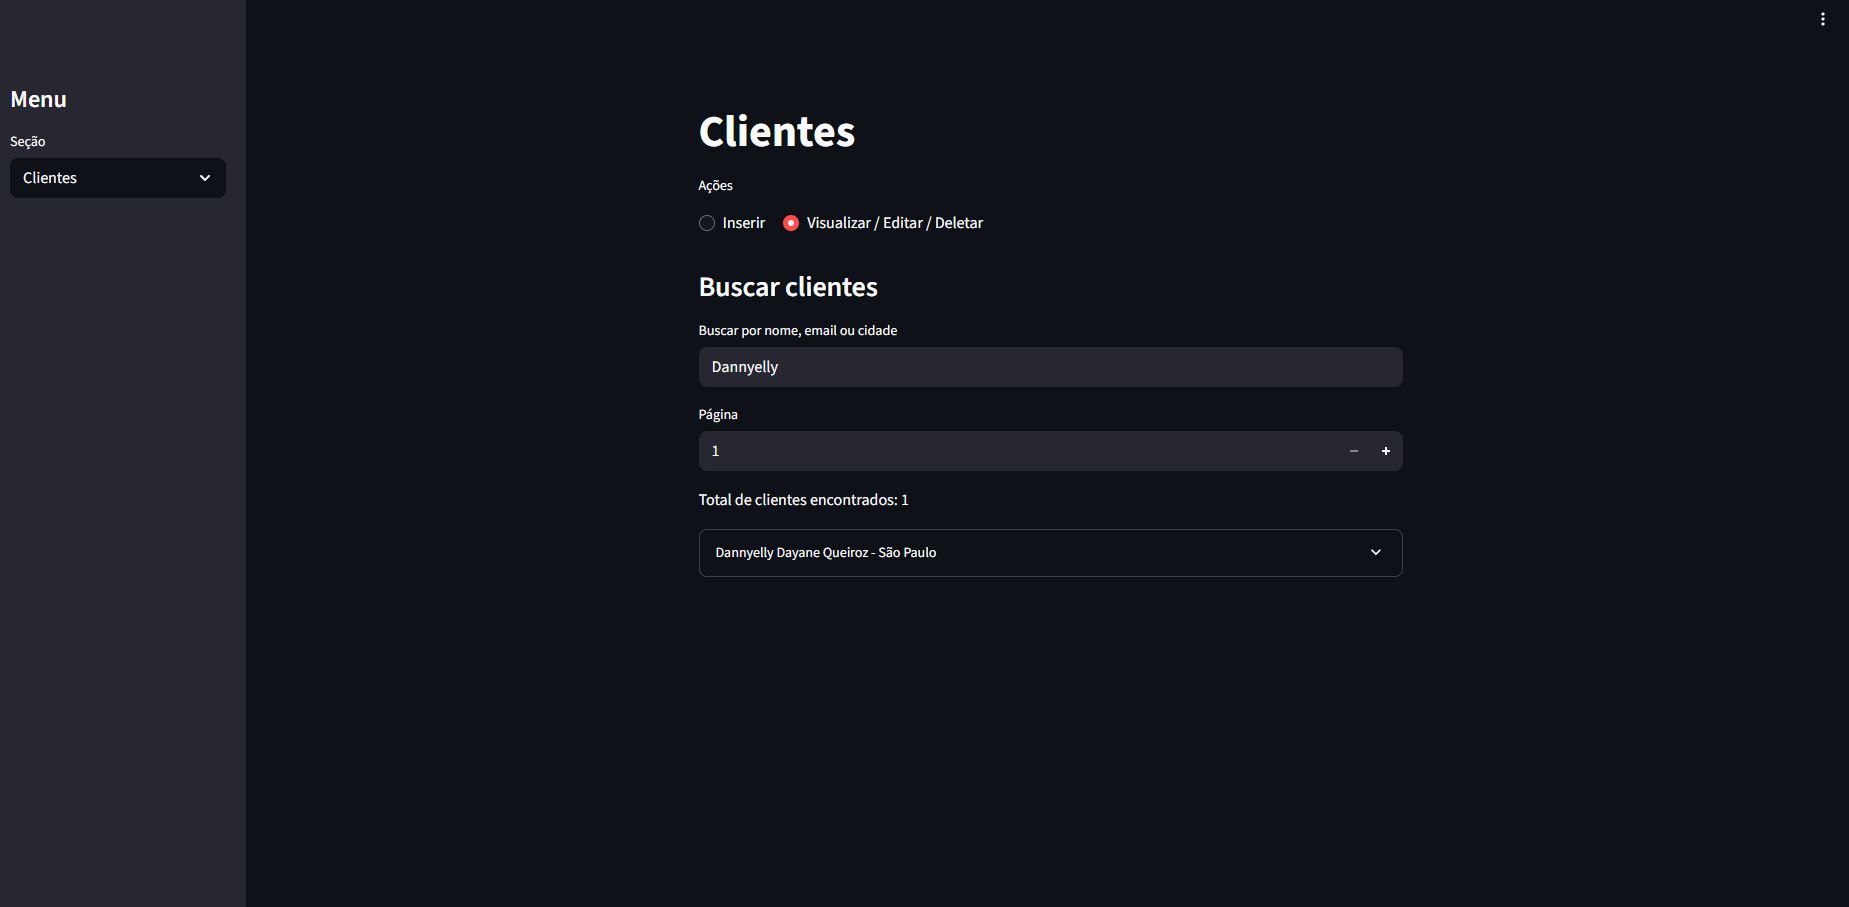 Menu
Seção
Clientes
Clientes
Ações
Inserir Visualizar / Editar / Deletar
Buscar clientes
Buscar por nome, email ou cidade
Dannyelly
Página
1
Total de clientes encontrados: 1
Dannyelly Dayane Queiroz - São Paulo